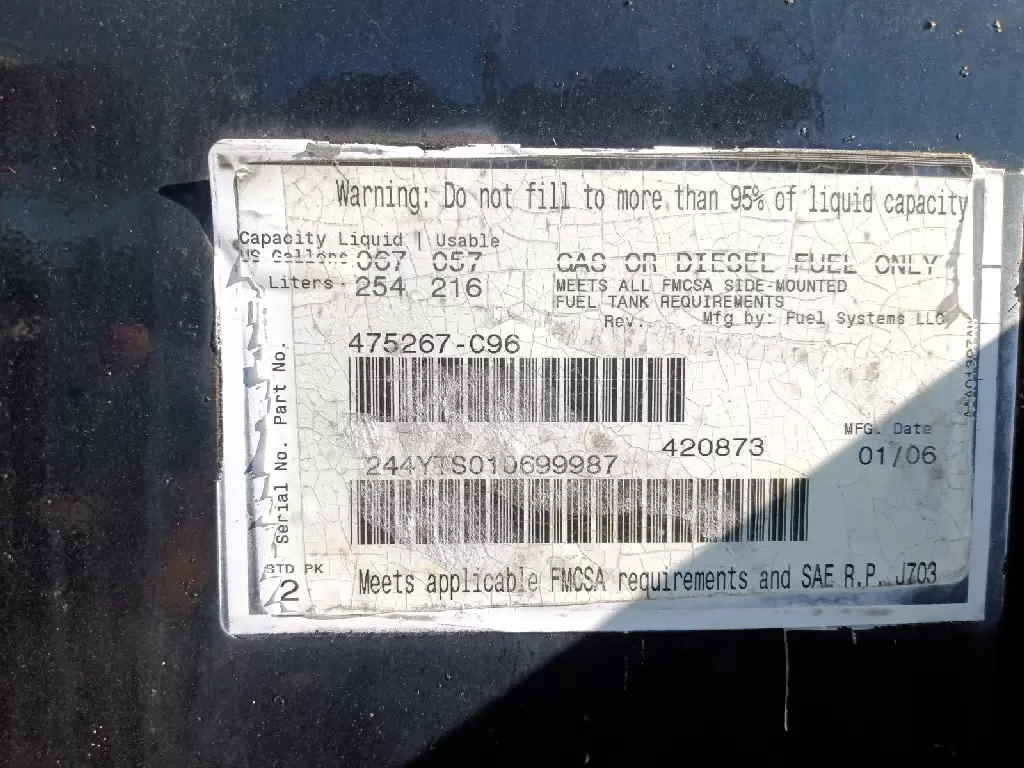 Warning: Do not fill to more than 95% of liquid capacity
Capacity Liquid | Usable
US Gallons 067 057
Liters 254 216
GAS OR DIESEL FUEL ONLY
MEETS ALL FMCSA SIDE-MOUNTED
FUEL TANK REQUIREMENTS
Rev. Mfg by: Fuel Systems LLC
Part No.
475267-C96
420873
MFG. Date
01/06
Serial No.
244YTS010699987
STD PK
2
Meets applicable FMCSA requirements and SAE R.P. J703